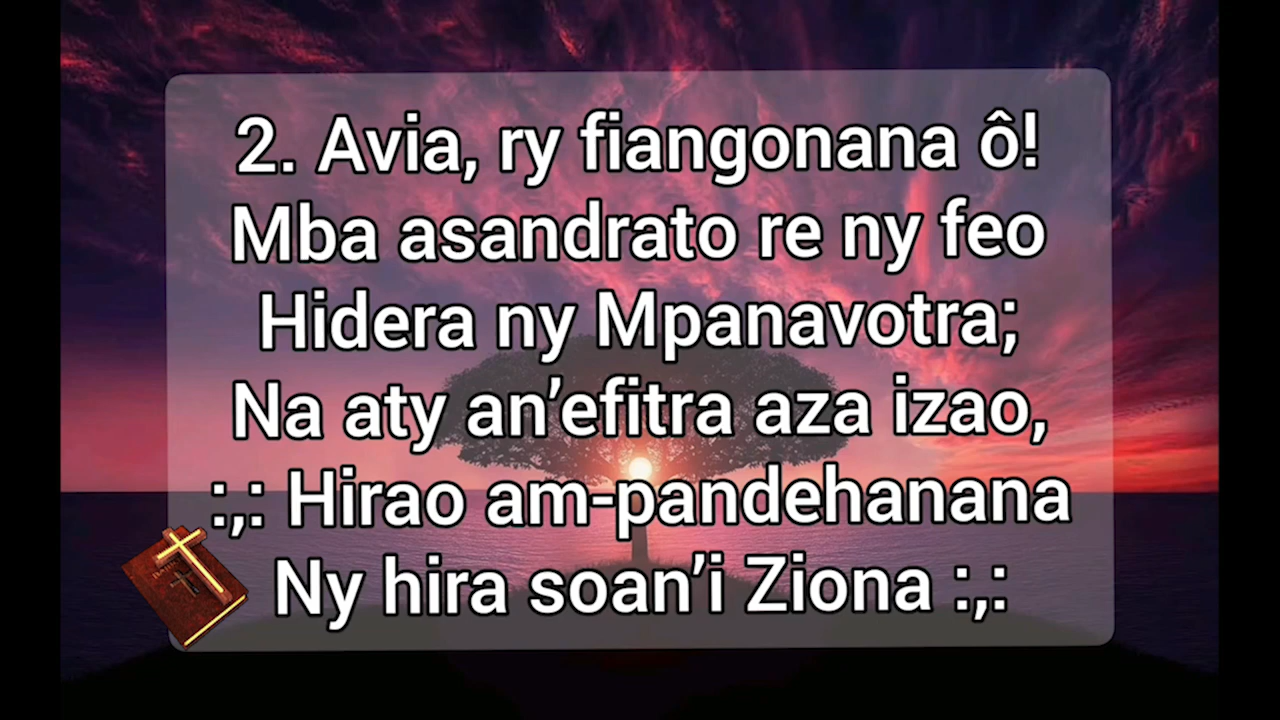 2. Avia, ry fiangonana ô!
Mba asandrato re ny feo
Hidera ny Mpanavotra;
Na aty an’efitra aza izao,
:,: Hirao am-pandehanana
Ny hira soan’i Ziona :,: